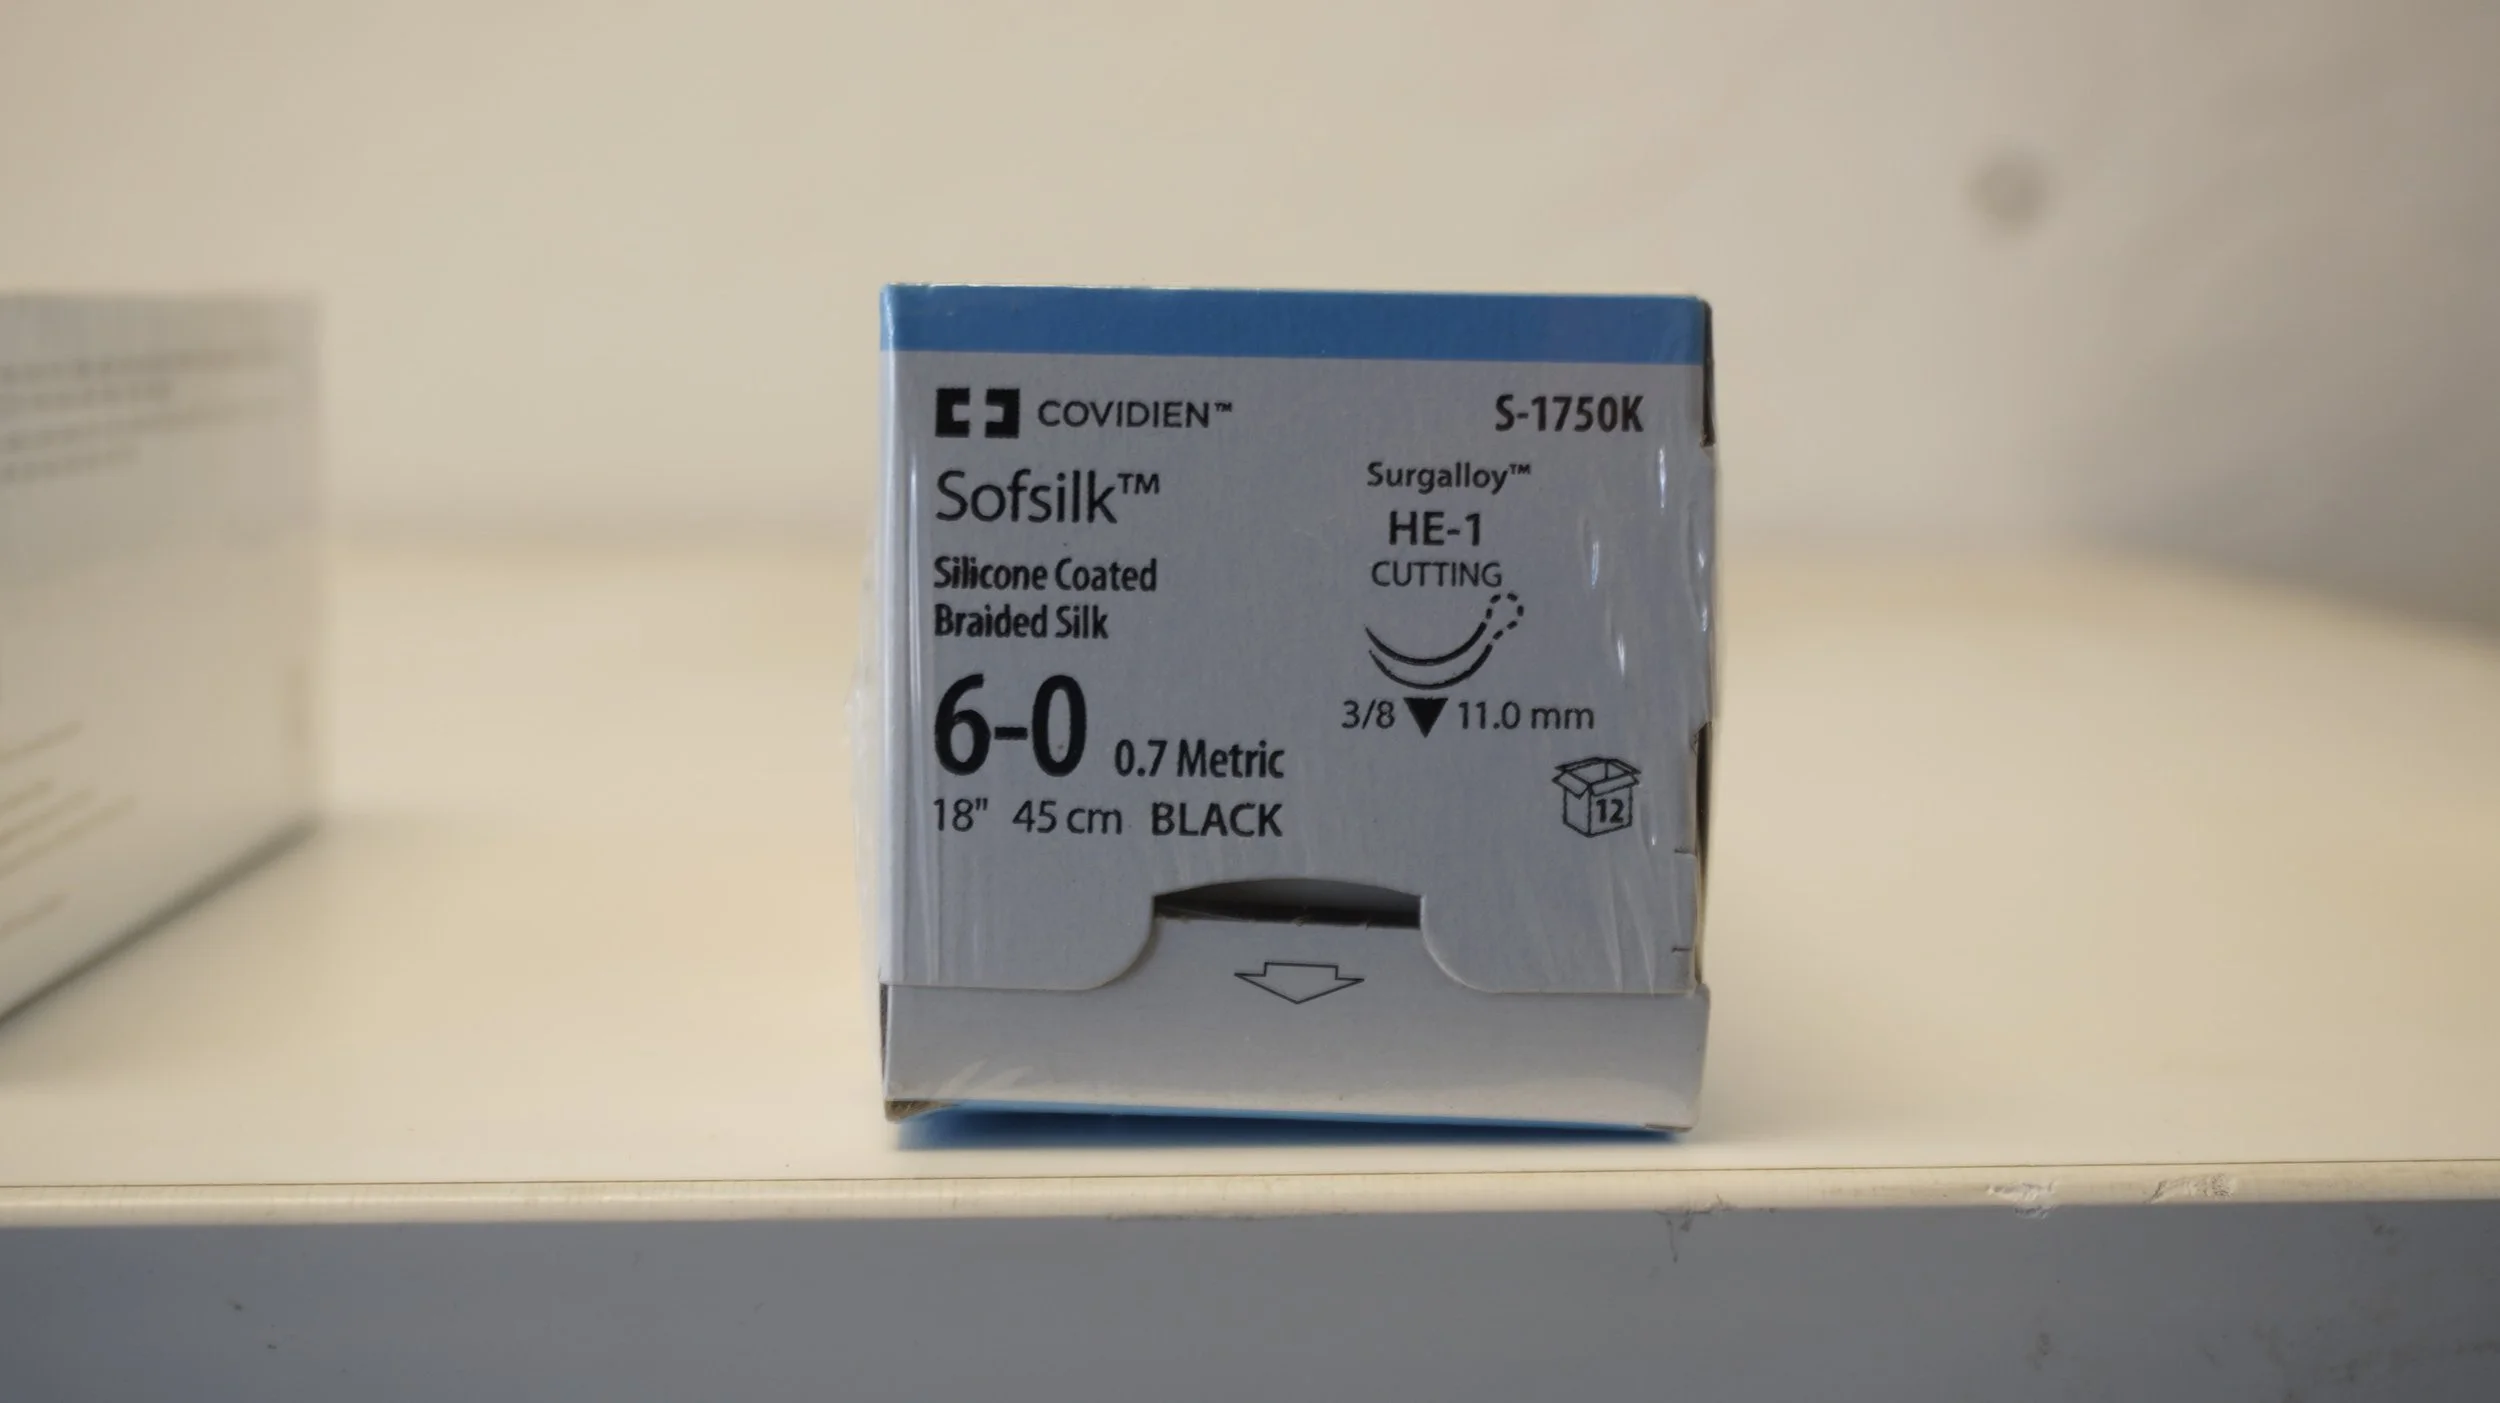 COVIDIEN™
S-1750K
Sofsilk™
Silicone Coated
Braided Silk
6-0 0.7 Metric
18" 45 cm BLACK
Surgalloy™
HE-1
CUTTING
3/8 11.0 mm
12